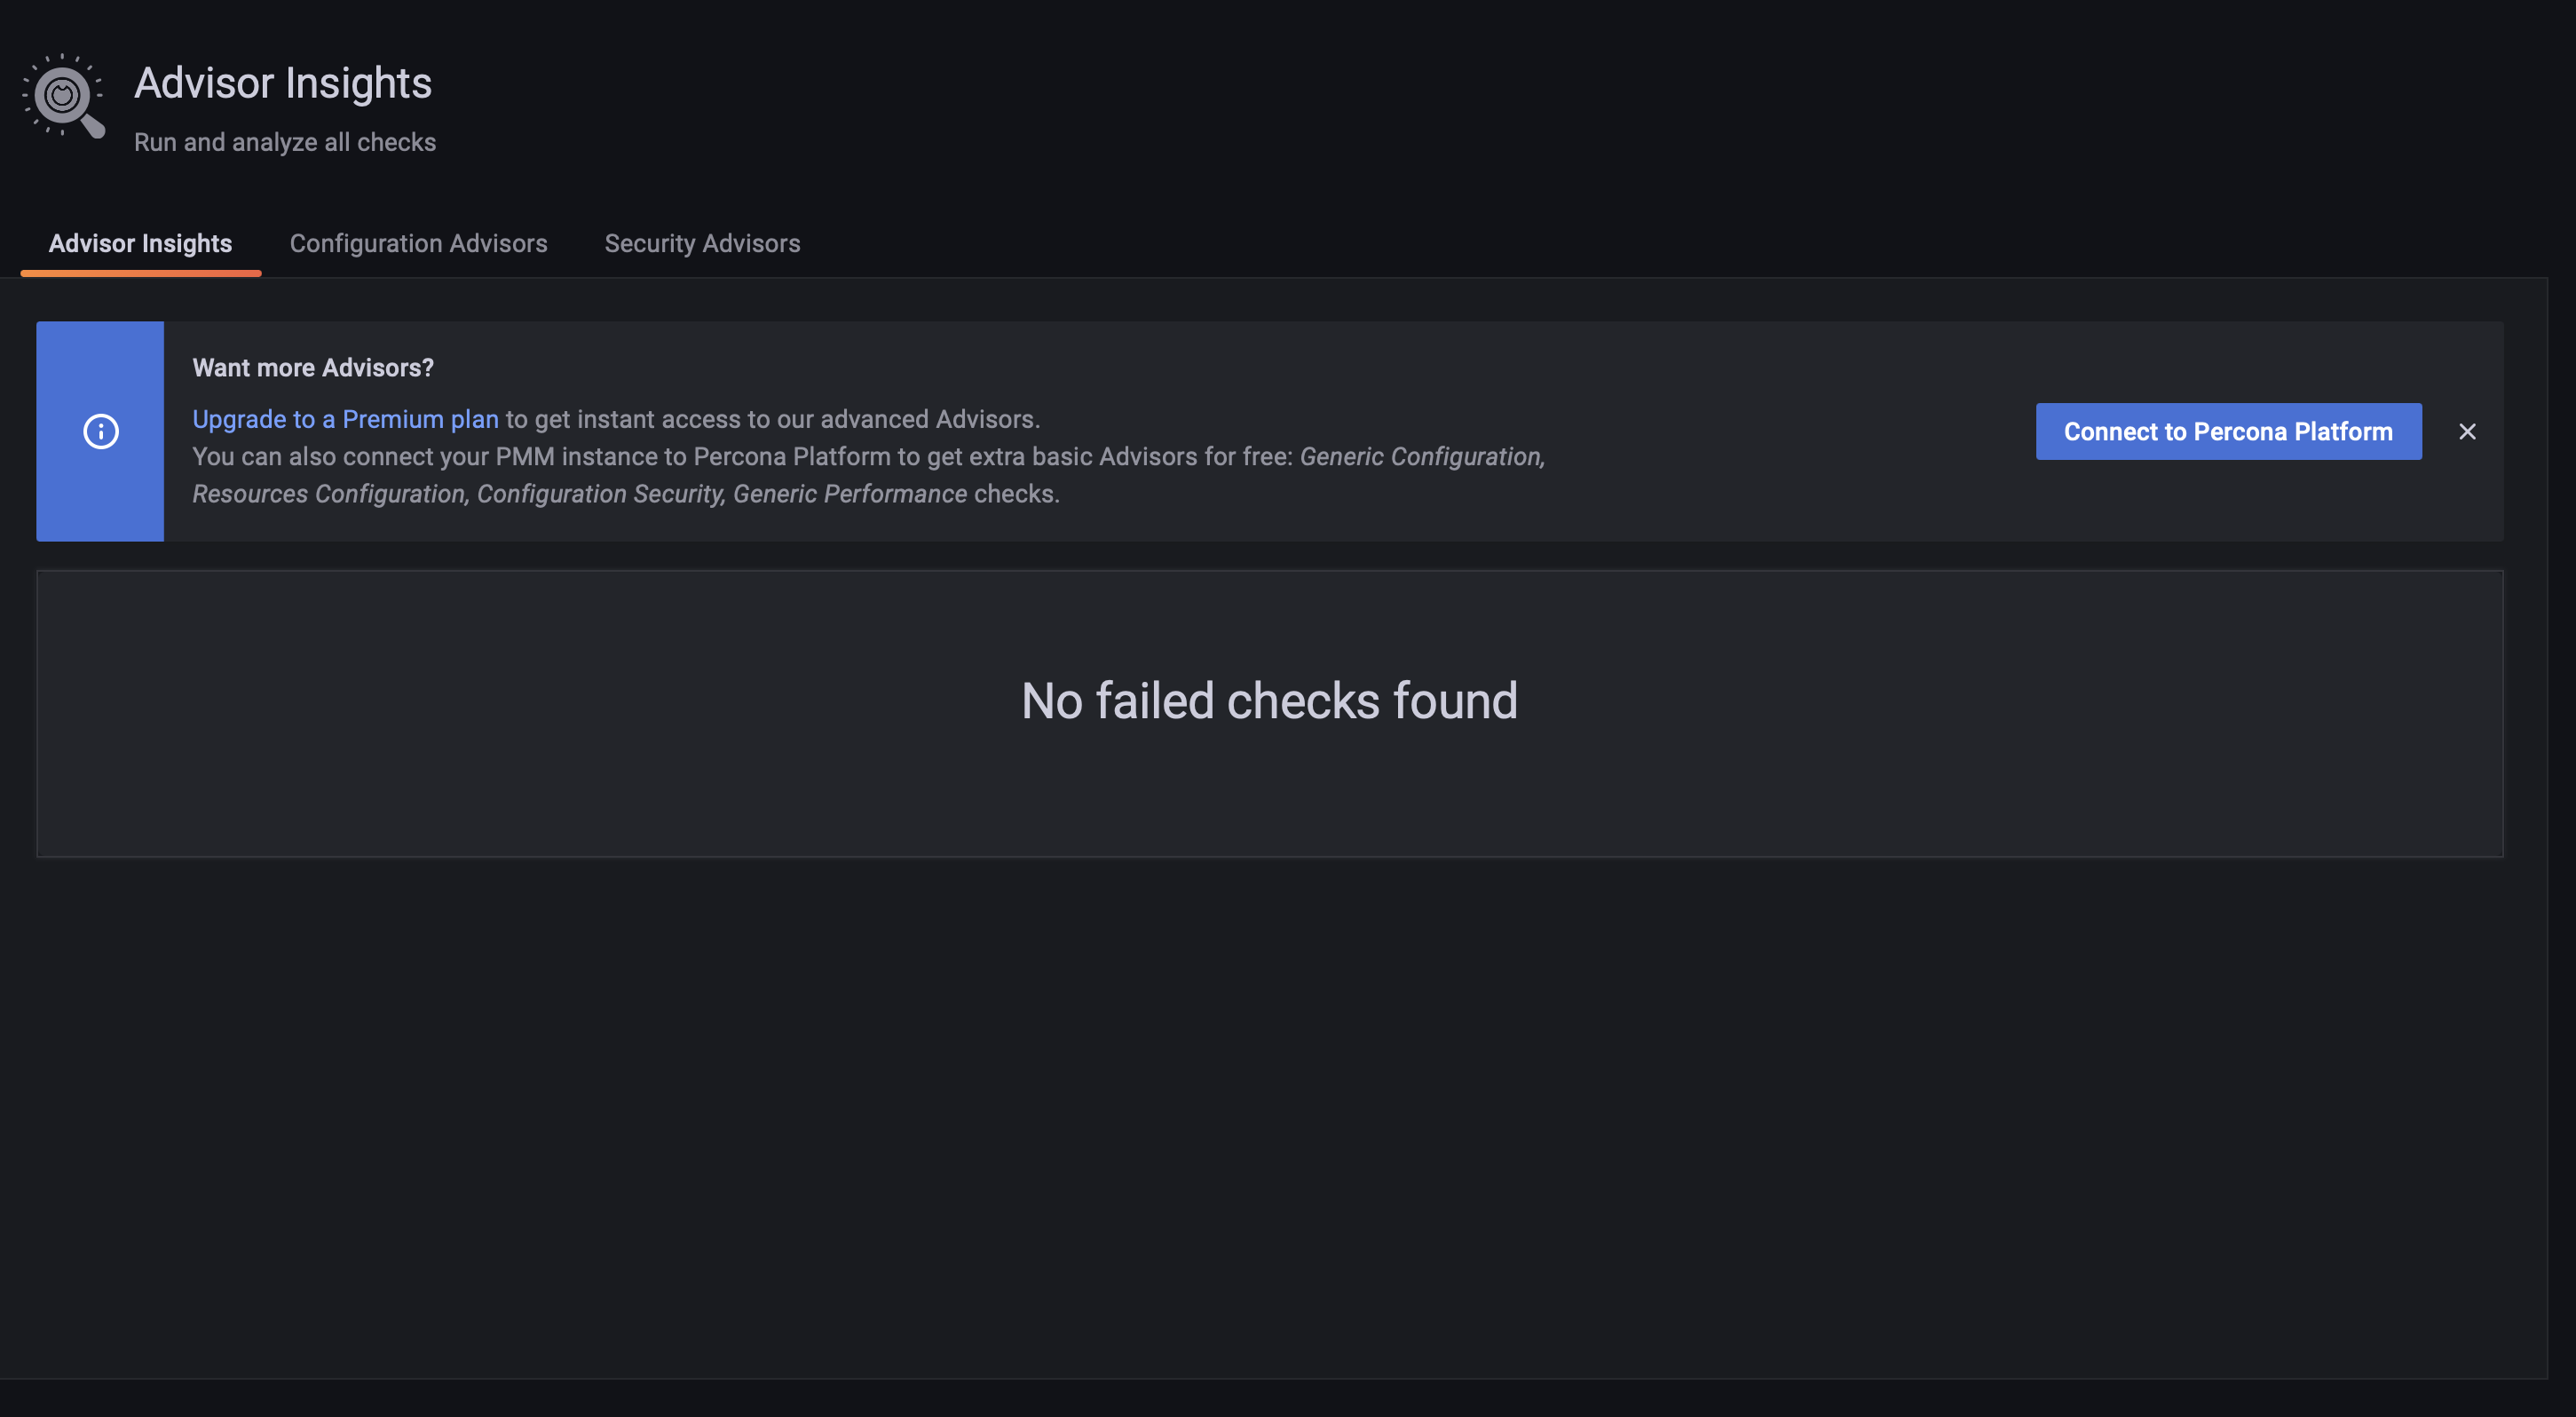 Advisor Insights
Run and analyze all checks
Advisor Insights
Configuration Advisors
Security Advisors
Want more Advisors?
Upgrade to a Premium plan to get instant access to our advanced Advisors.
You can also connect your PMM instance to Percona Platform to get extra basic Advisors for free: Generic Configuration,
Resources Configuration, Configuration Security, Generic Performance checks.
Connect to Percona Platform
No failed checks found